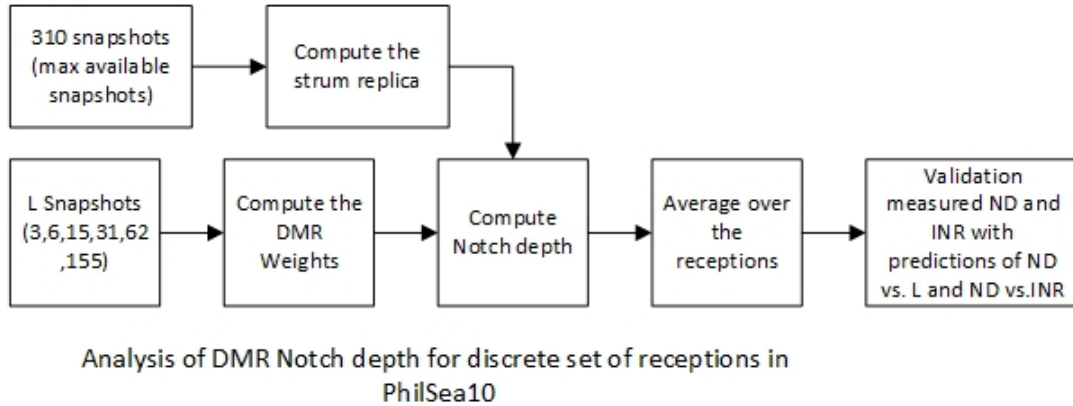 310 snapshots
(max available
snapshots)
Compute the
strum replica
L Snapshots
(3,6,15,31,62
,155)
Compute the
DMR
Weights
Compute
Notch depth
Average over
the
receptions
Validation
measured ND and
INR with
predictions of ND
vs. L and ND vs.INR
Analysis of DMR Notch depth for discrete set of receptions in
PhilSea10